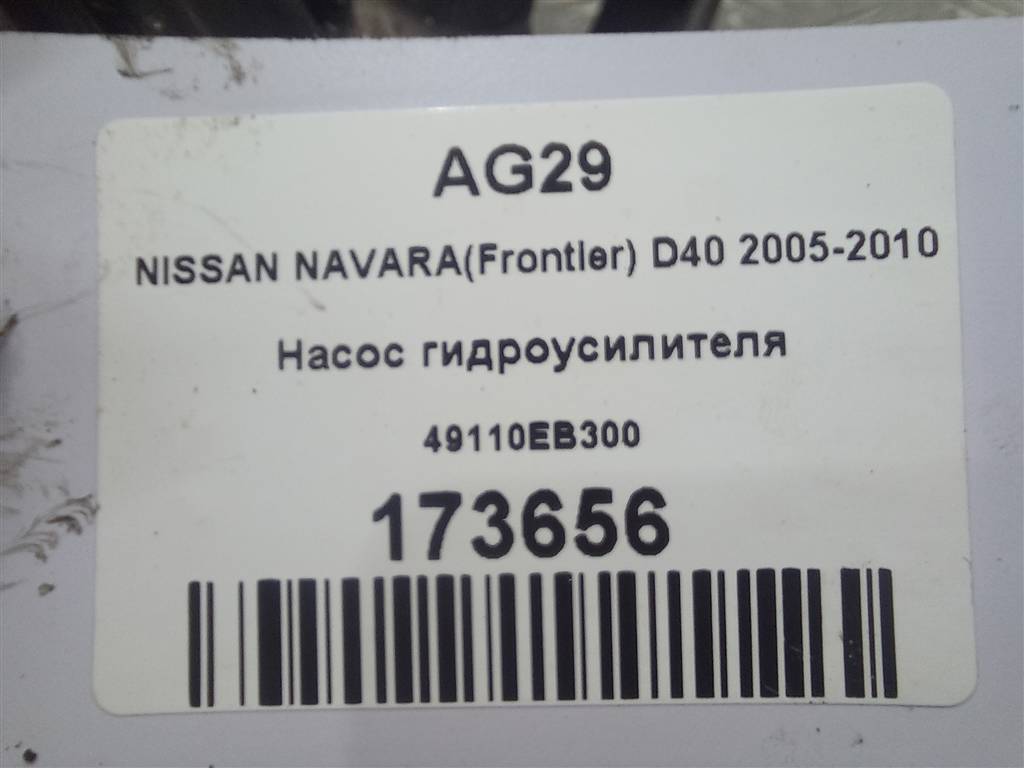 AG29
NISSAN NAVARA(Frontier) D40 2005-2010
Насос гидроусилителя
49110EB300
173656